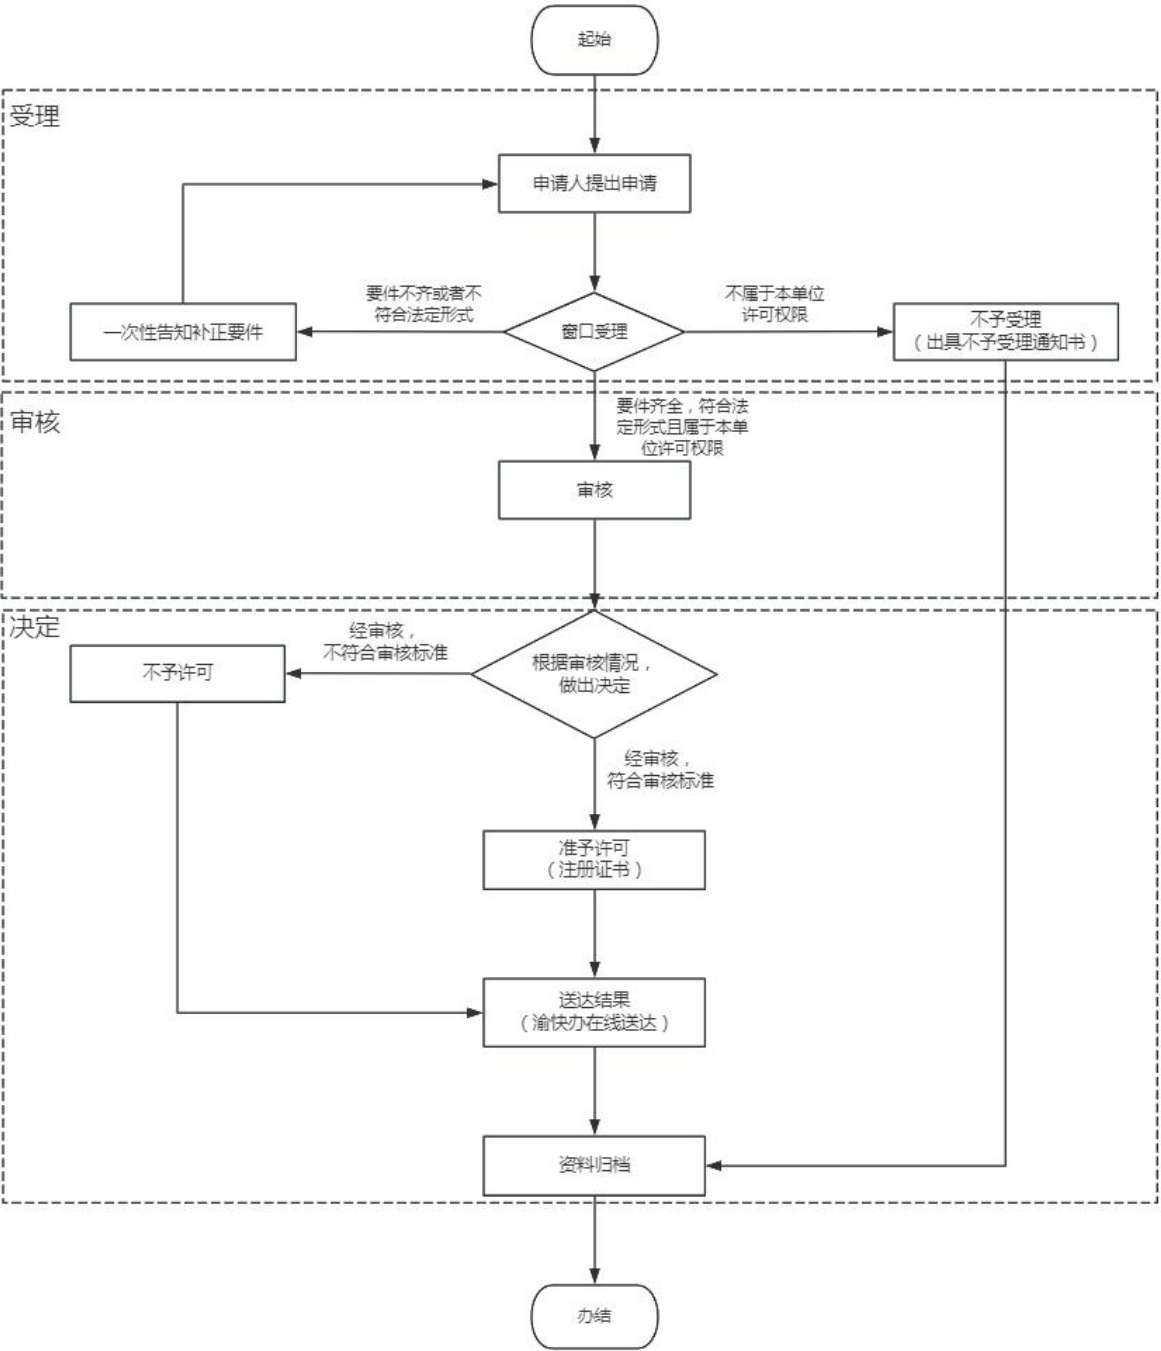 起始
受理
申请人提出申请
要件不齐或者不
符合法定形式
不属于本单位
许可权限
一次性告知补正要件
窗口受理
不予受理
（出具不予受理通知书）
审核
要件齐全，符合法
定形式且属于本单
位许可权限
审核
决定
经审核，
不符合审核标准
不予许可
根据审核情况，
做出决定
经审核，
符合审核标准
准予许可
（注册证书）
送达结果
（渝快办在线送达）
资料归档
办结